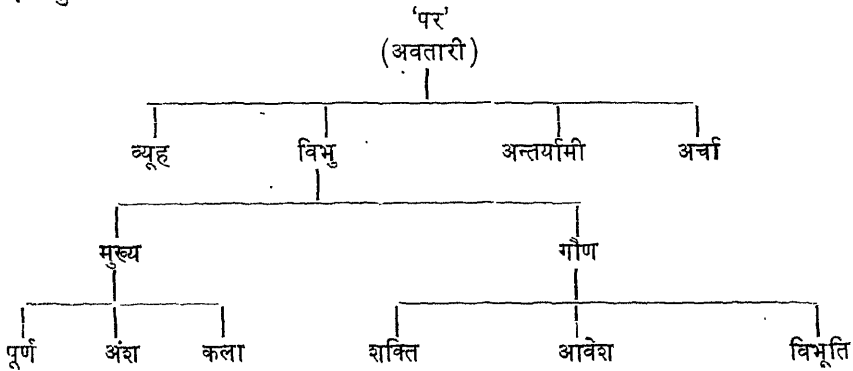 'पर'
(अवतारी)
व्यूह विभु अन्तर्यामी अर्चा
मुख्य गौण
पूर्ण अंश कला शक्ति आवेश विभूति